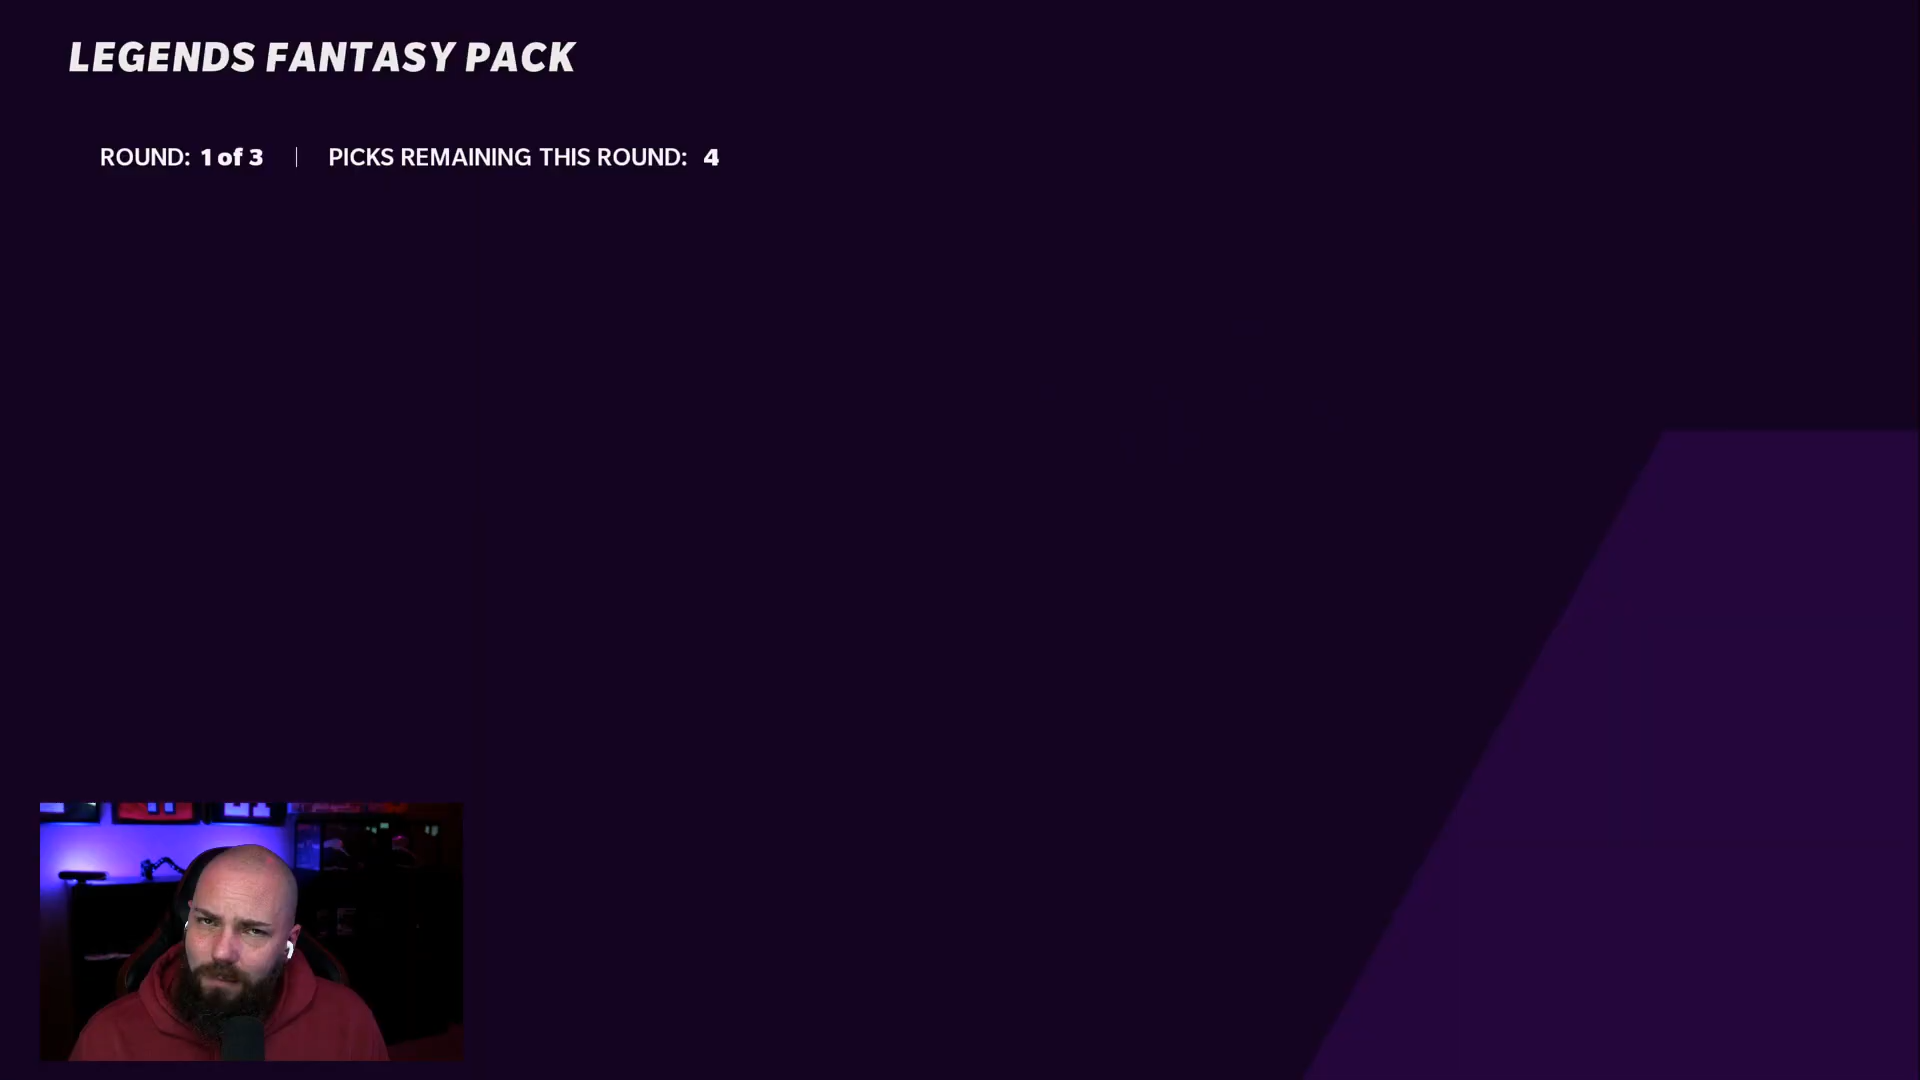 LEGENDS FANTASY PACK
ROUND: 1 of 3 | PICKS REMAINING THIS ROUND: 4